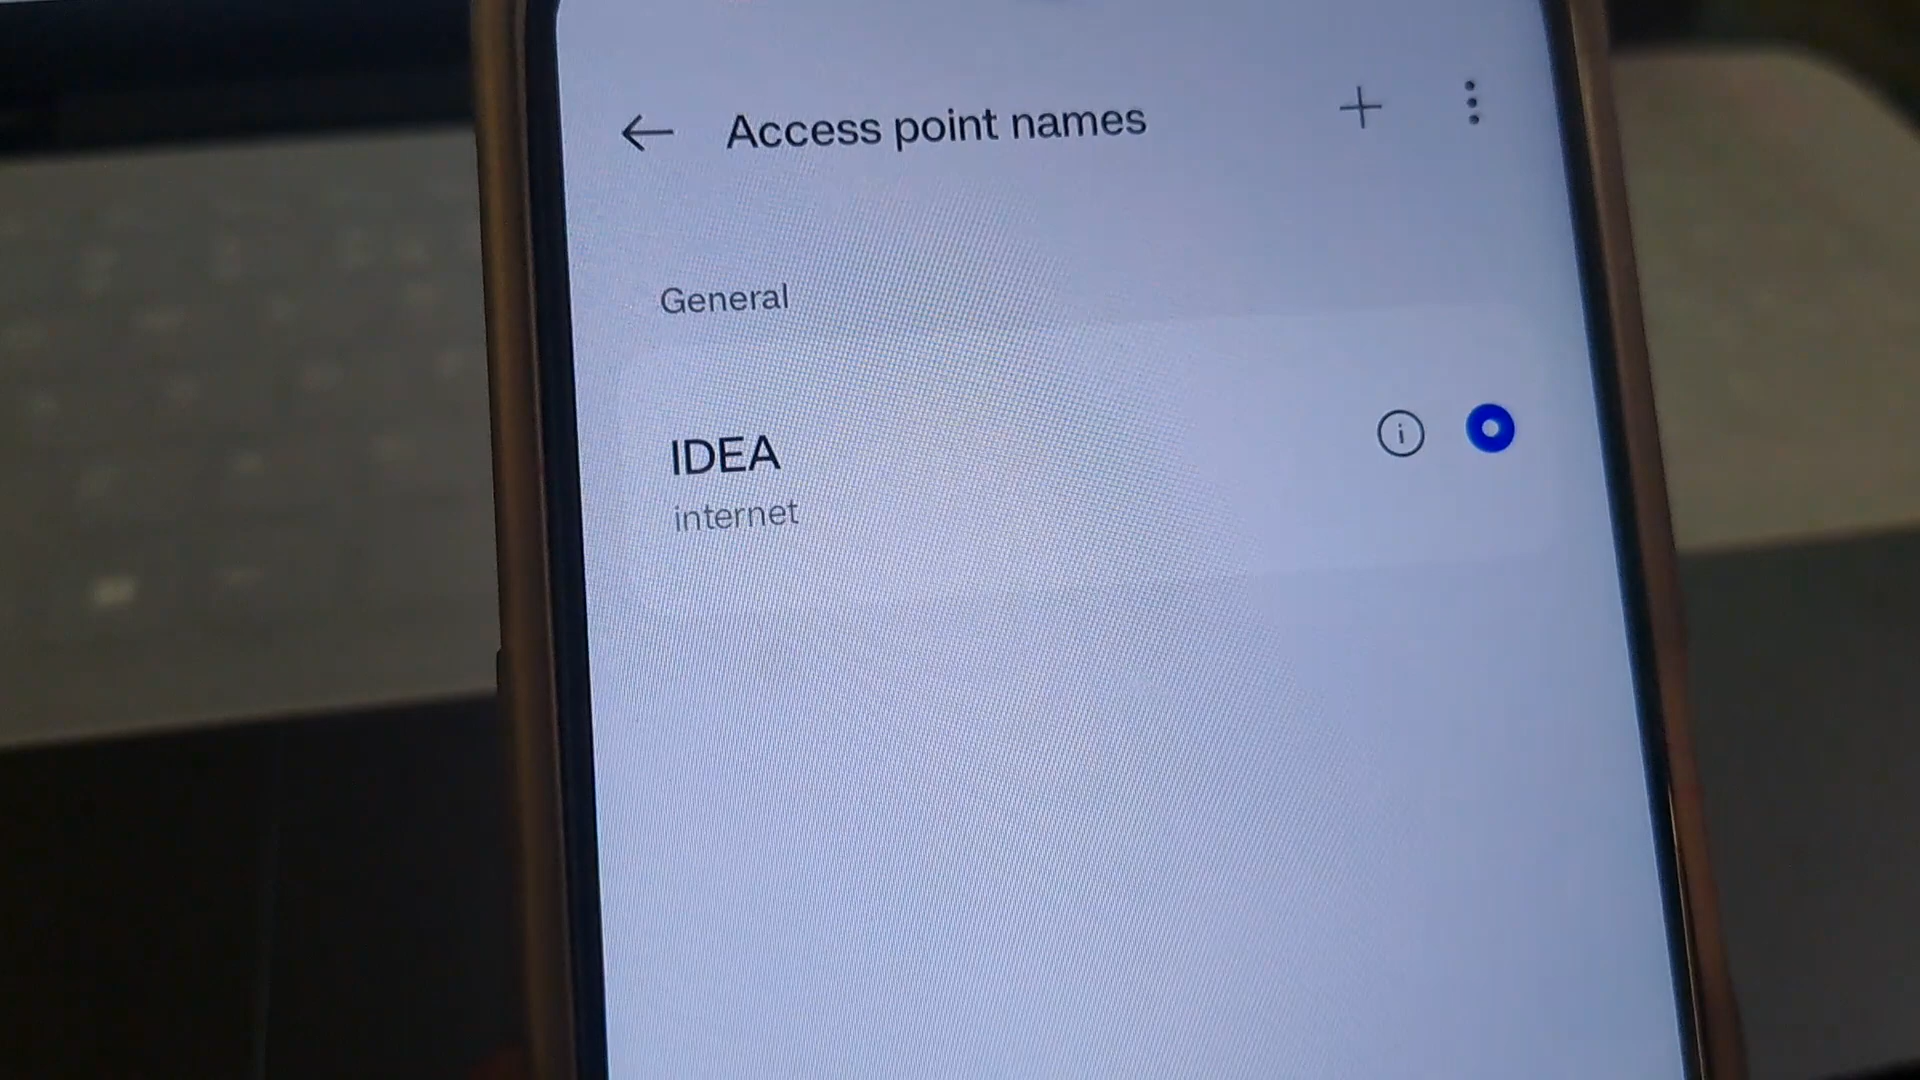 Access point names
General
IDEA
internet